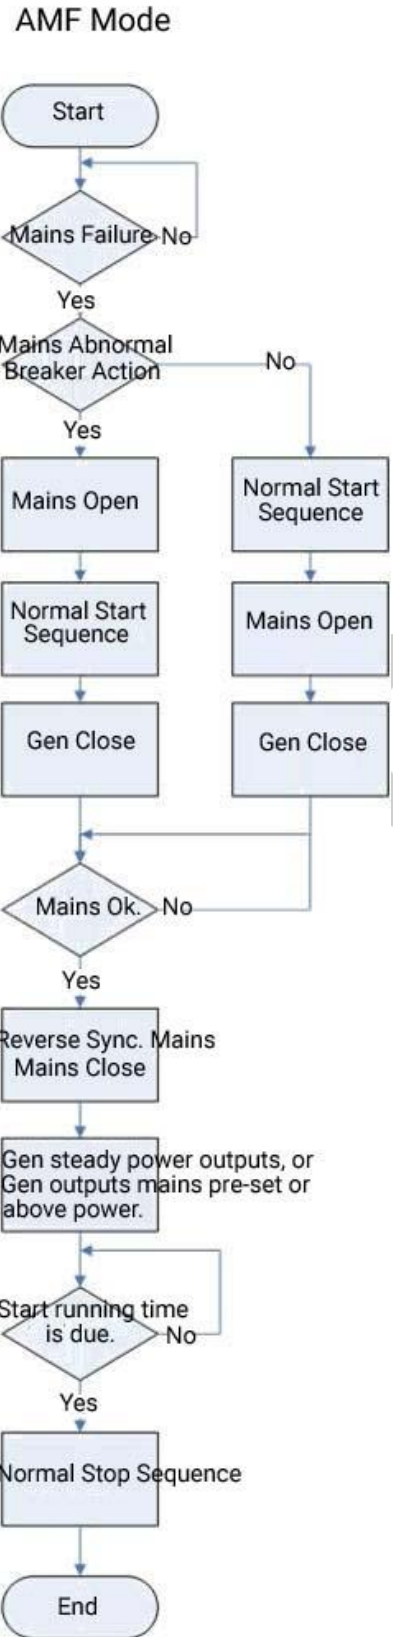 AMF Mode
Start
Mains Failure
No
Yes
Mains Abnormal
Breaker Action
No
Yes
Mains Open
Normal Start
Sequence
Normal Start
Sequence
Mains Open
Gen Close
Gen Close
Mains Ok.
No
Yes
Reverse Sync. Mains
Mains Close
Gen steady power outputs, or
Gen outputs mains pre-set or
above power.
Start running time
is due.
No
Yes
Normal Stop Sequence
End